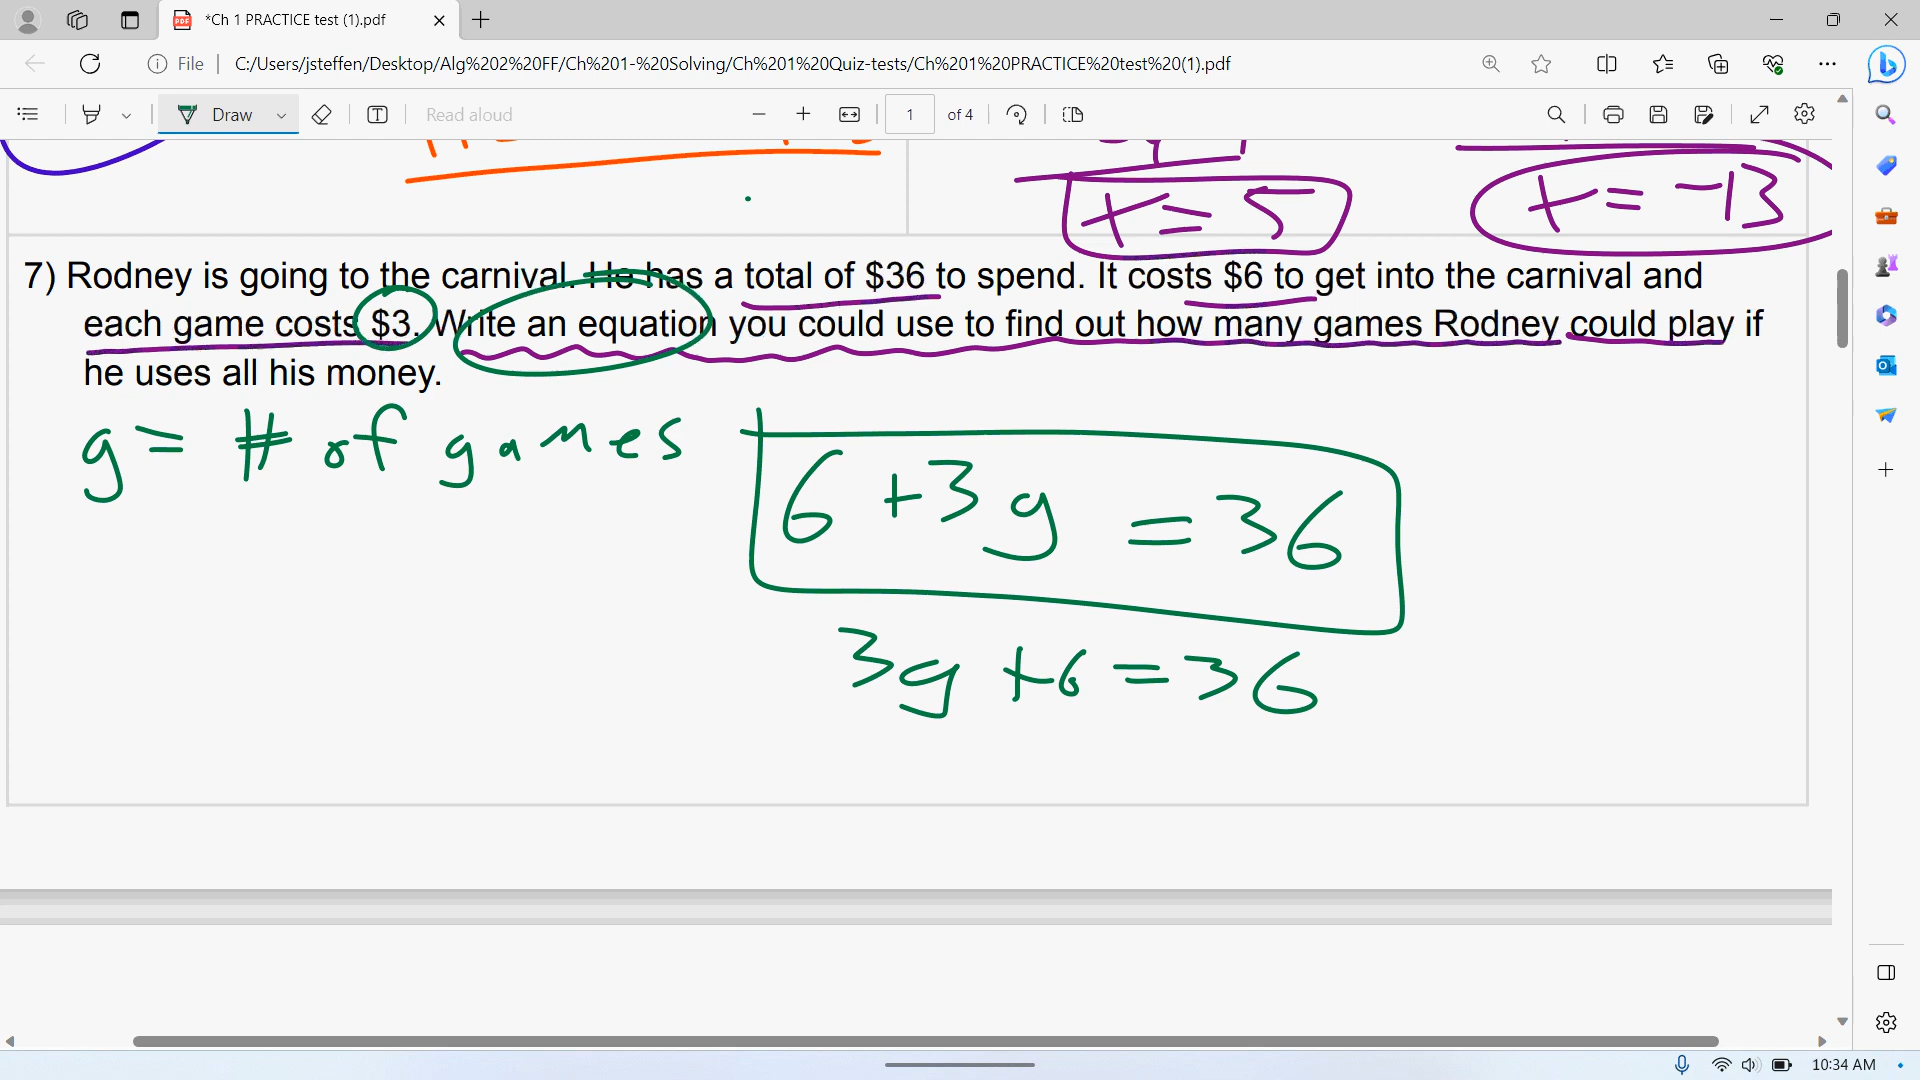 *Ch 1 PRACTICE test (1).pdf
File
C:/Users/jsteffen/Desktop/Alg%202%20FF/Ch%201-%20Solving/Ch%201%20Quiz-tests/Ch%201%20PRACTICE%20test%20(1).pdf
Draw
Read aloud
1 of 4
t = 5
t = -13
7) Rodney is going to the carnival. He has a total of $36 to spend. It costs $6 to get into the carnival and
each game costs $3. Write an equation you could use to find out how many games Rodney could play if
he uses all his money.
g = # of games
6 + 3g = 36
3g + 6 = 36
10:34 AM